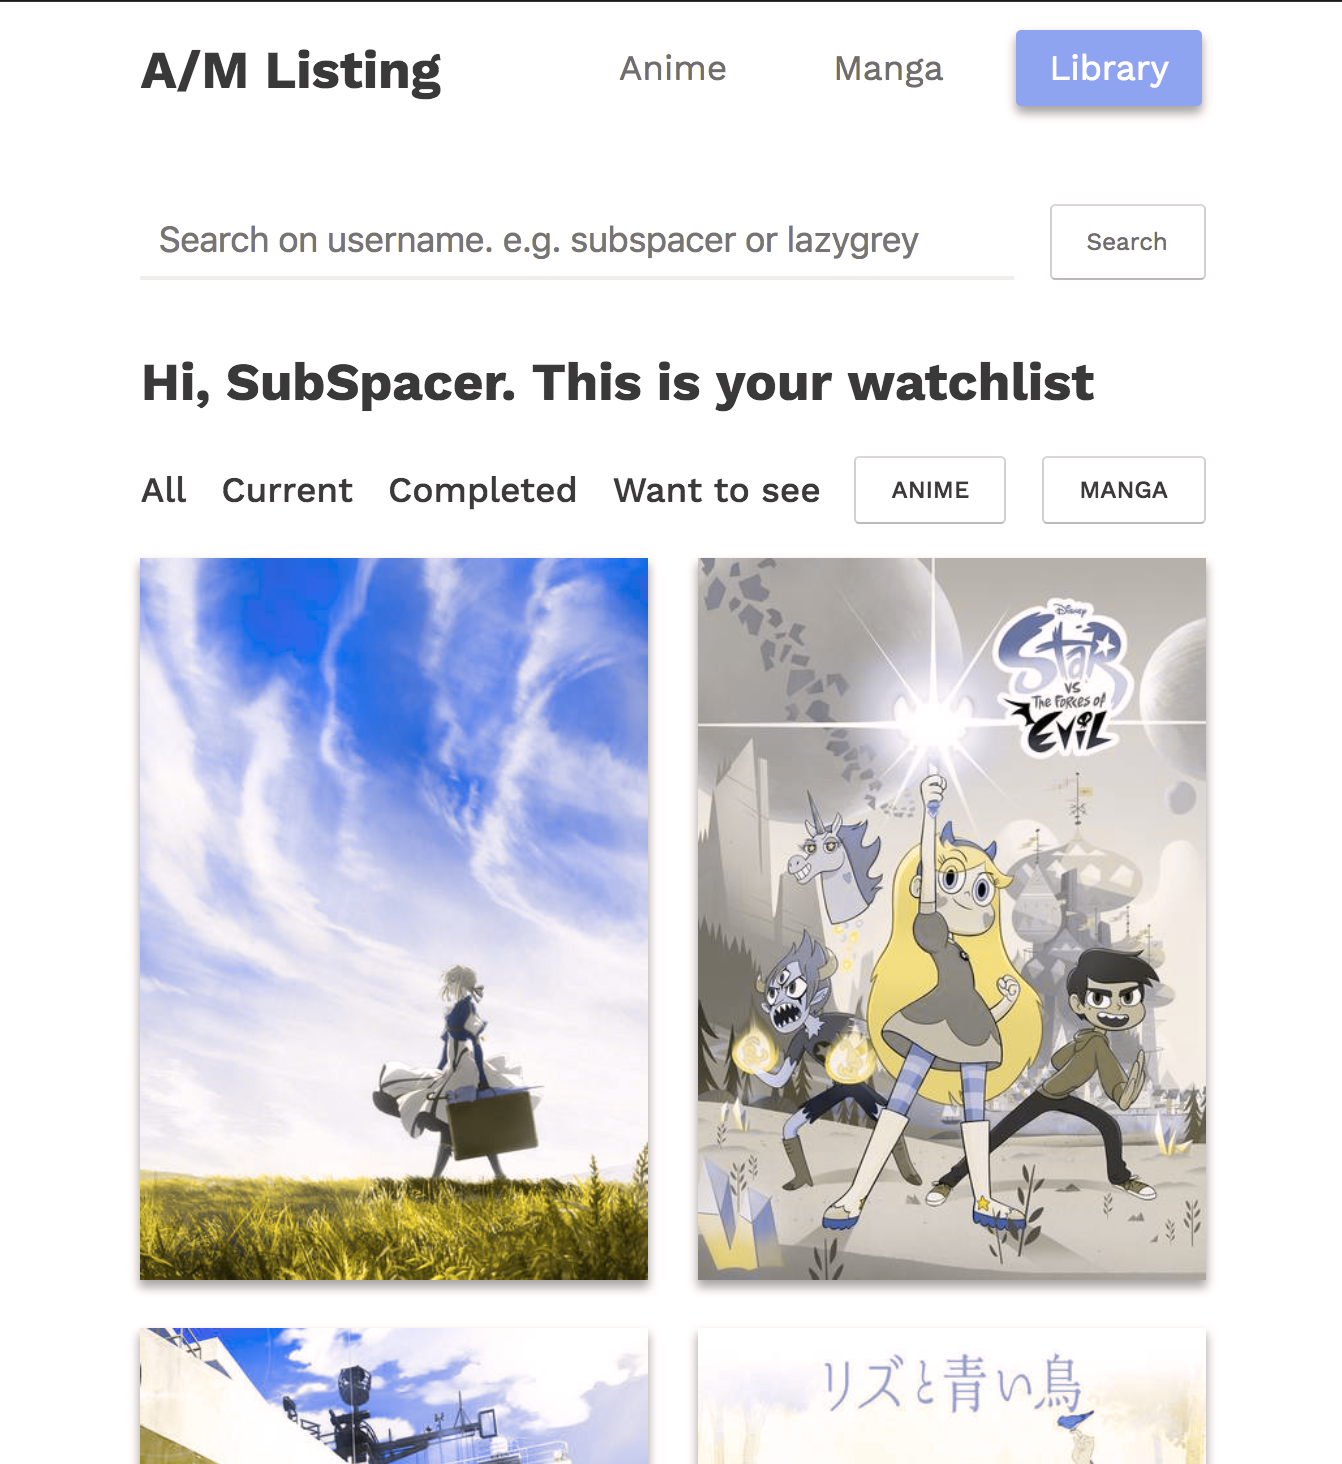 A/M Listing Anime Manga Library
Search on username. e.g. subspacer or lazygrey Search
Hi, SubSpacer. This is your watchlist
All Current Completed Want to see ANIME MANGA
Disney
Star
vs
The Forces of
EviL
リズと青い鳥